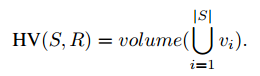 HV(S, R) = volume(⋃_{i=1}^{|S|} v_i).